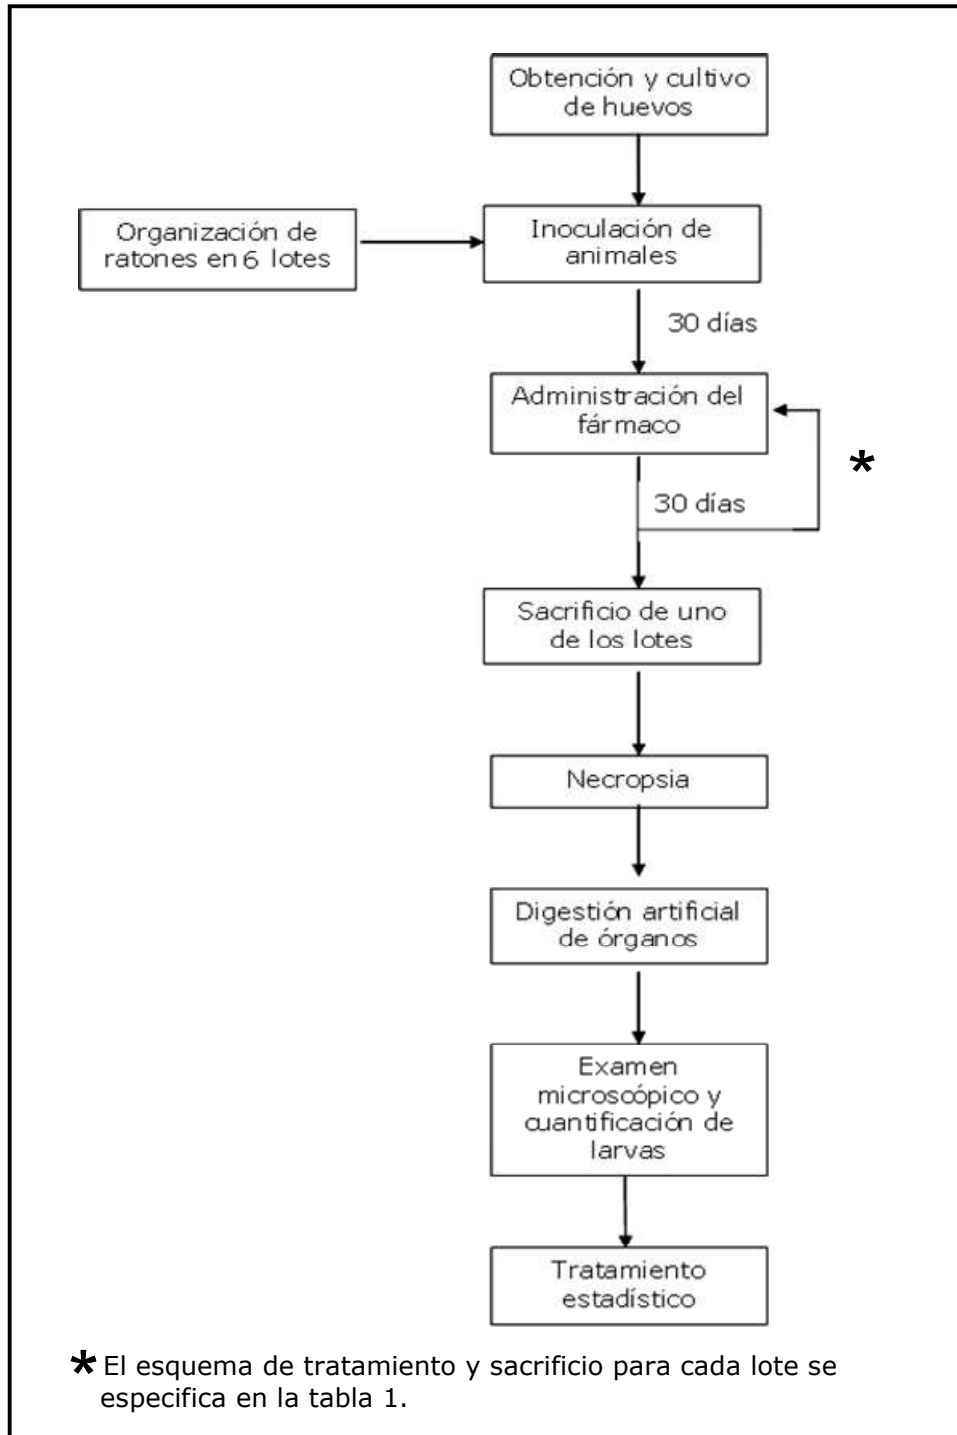 Obtención y cultivo
de huevos
Organización de
ratones en 6 lotes
Inoculación de
animales
30 días
Administración del
fármaco
*
30 días
Sacrificio de uno
de los lotes
Necropsia
Digestión artificial
de órganos
Examen
microscópico y
cuantificación de
larvas
Tratamiento
estadístico
* El esquema de tratamiento y sacrificio para cada lote se
especifica en la tabla 1.